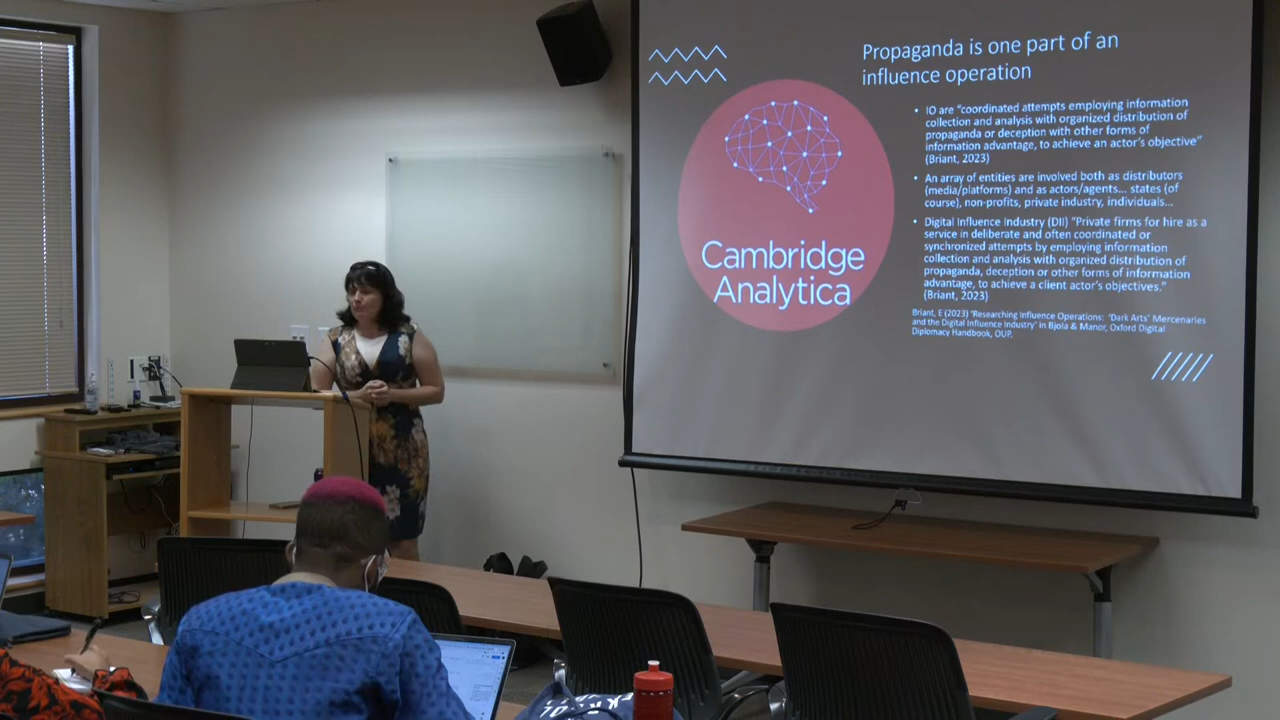 Propaganda is one part of an
influence operation
• IO are “coordinated attempts employing information
collection and analysis with organized distribution of
propaganda or deception with other forms of
information advantage, to achieve an actor’s objective”
(Briant, 2023)
• An array of entities are involved both as distributors
(media/platforms) and as actors/agents... states (of
course), non-profits, private industry, individuals...
• Digital Influence Industry (DII) “Private firms for hire as a
service in deliberate and often coordinated or
synchronized attempts by employing information
collection and analysis with organized distribution of
propaganda, deception or other forms of information
advantage, to achieve a client actor’s objectives.”
(Briant, 2023)
Briant, E (2023) ‘Researching Influence Operations: ‘Dark Arts’ Mercenaries
and the Digital Influence Industry’ in Bjola & Manor, Oxford Digital
Diplomacy Handbook, OUP.
Cambridge
Analytica